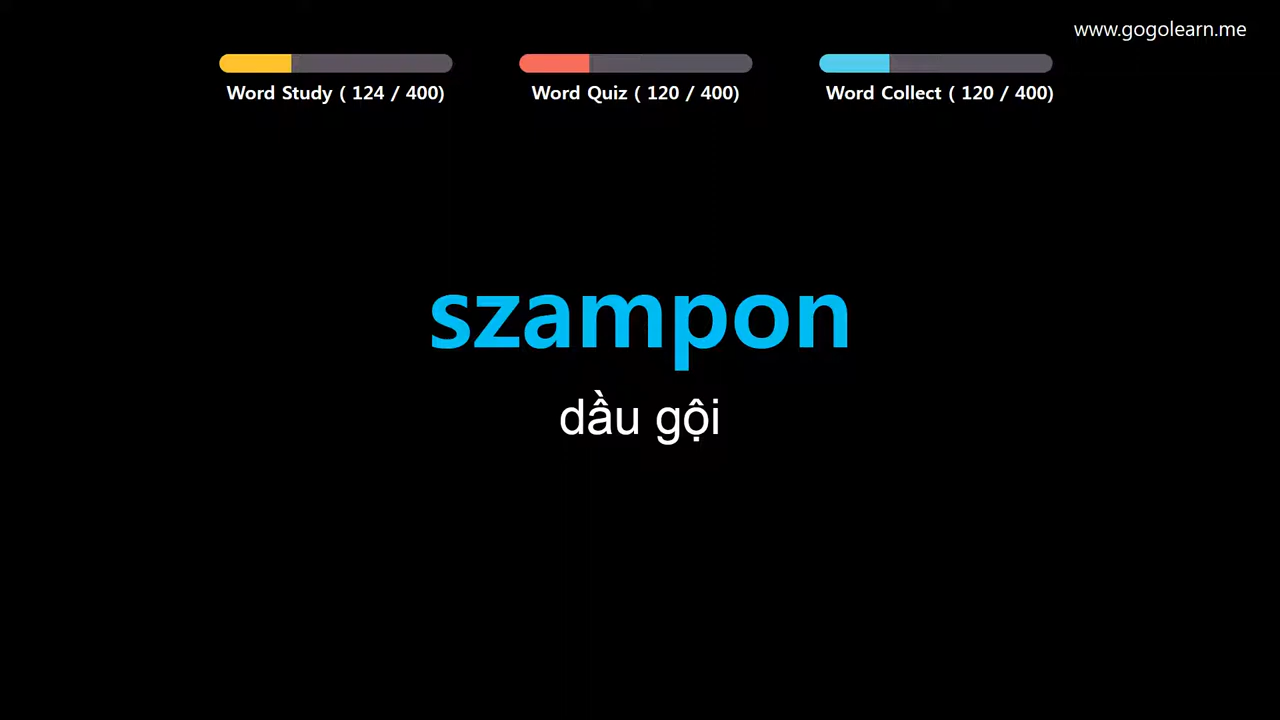 www.gogolearn.me
Word Study ( 124 / 400)
Word Quiz ( 120 / 400)
Word Collect ( 120 / 400)
szampon
dầu gội